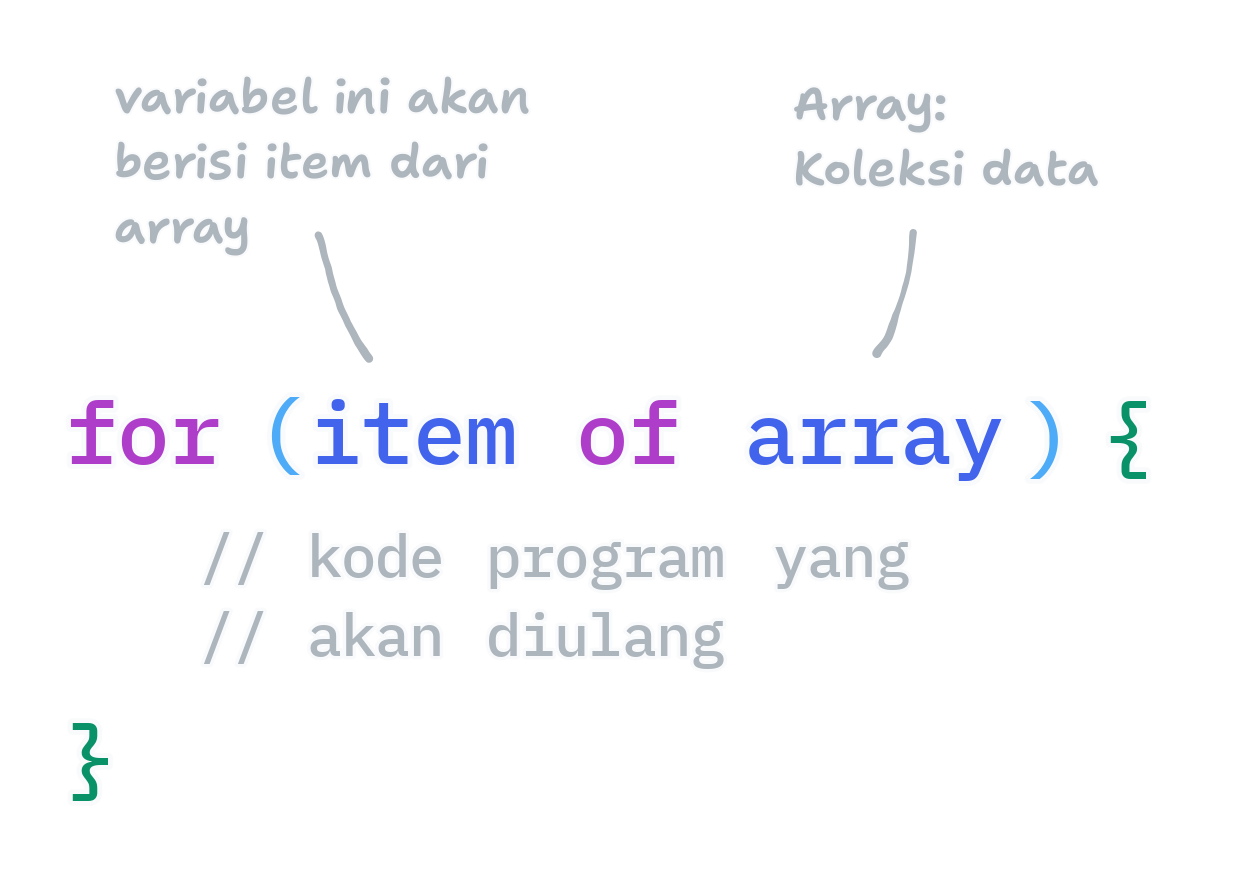 variabel ini akan
berisi item dari
array
Array:
Koleksi data
for (item of array) {
// kode program yang
// akan diulang
}